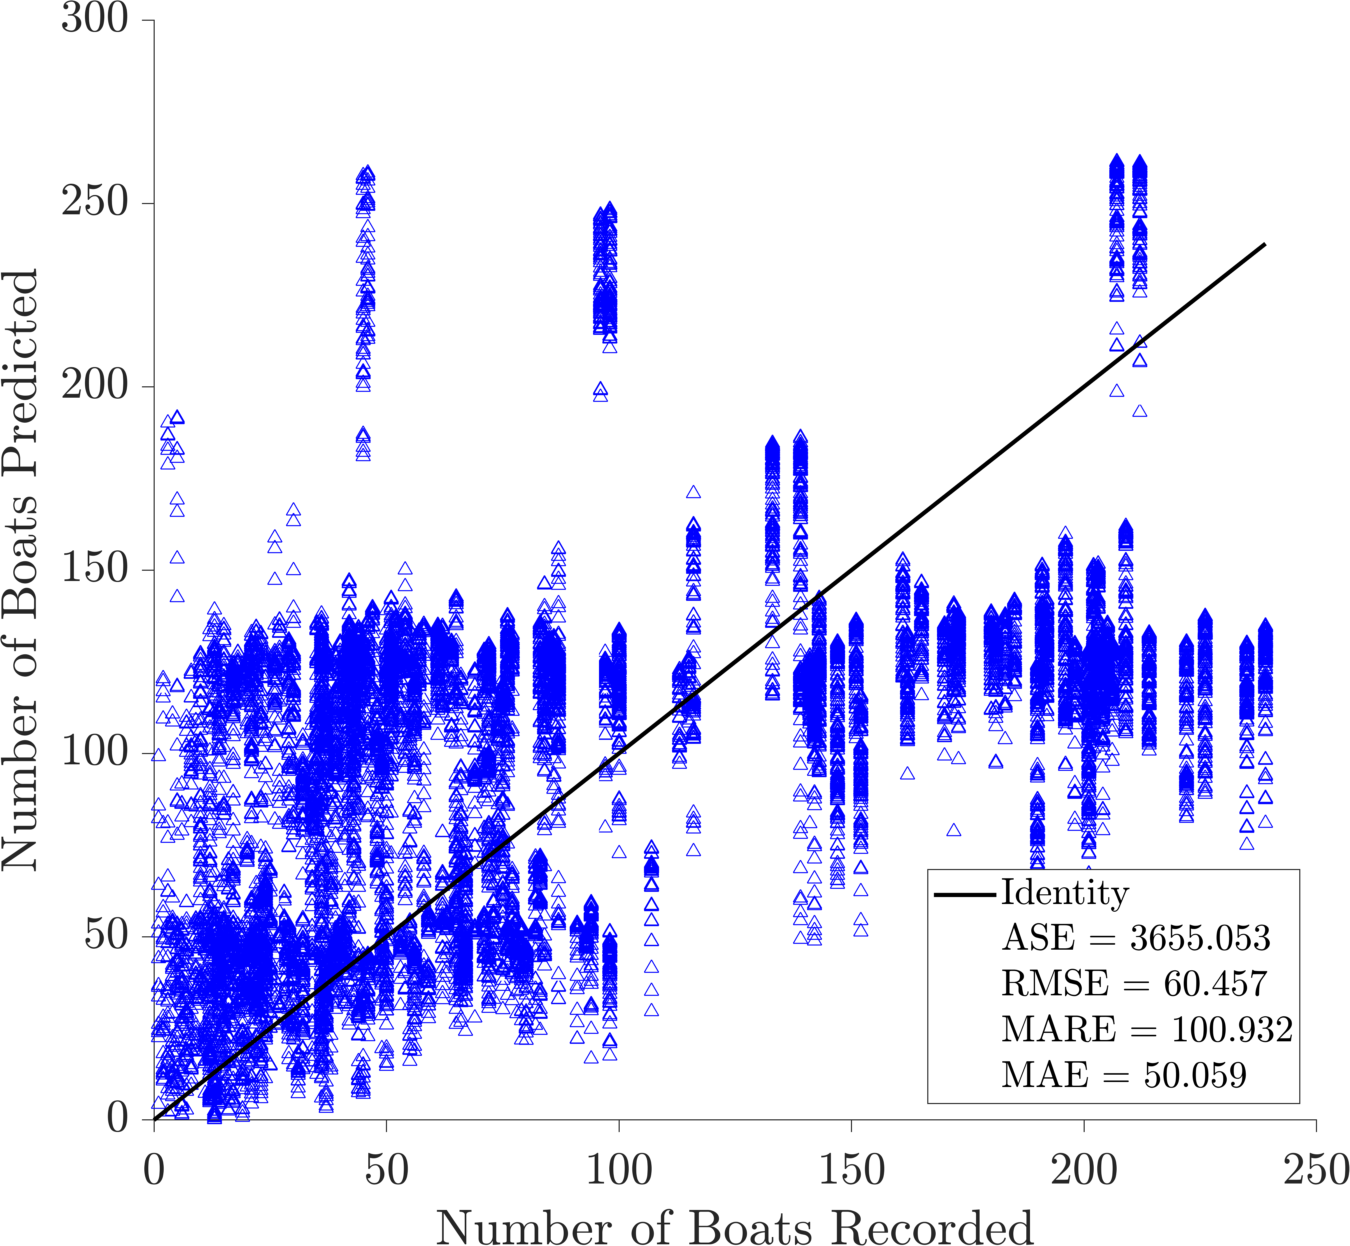 300
250
200
150
100
50
0
Number of Boats Predicted
Identity
ASE = 3655.053
RMSE = 60.457
MARE = 100.932
MAE = 50.059
0 50 100 150 200 250
Number of Boats Recorded